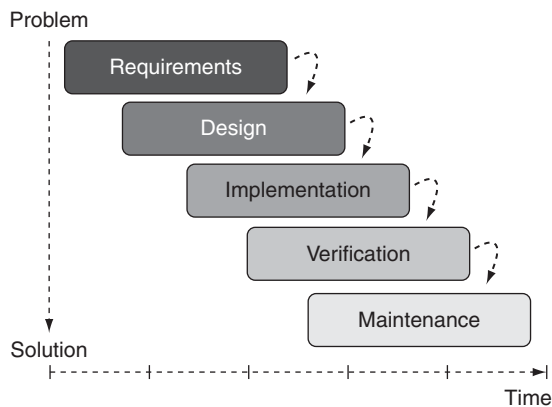 Problem
Requirements
Design
Implementation
Verification
Maintenance
Solution
Time